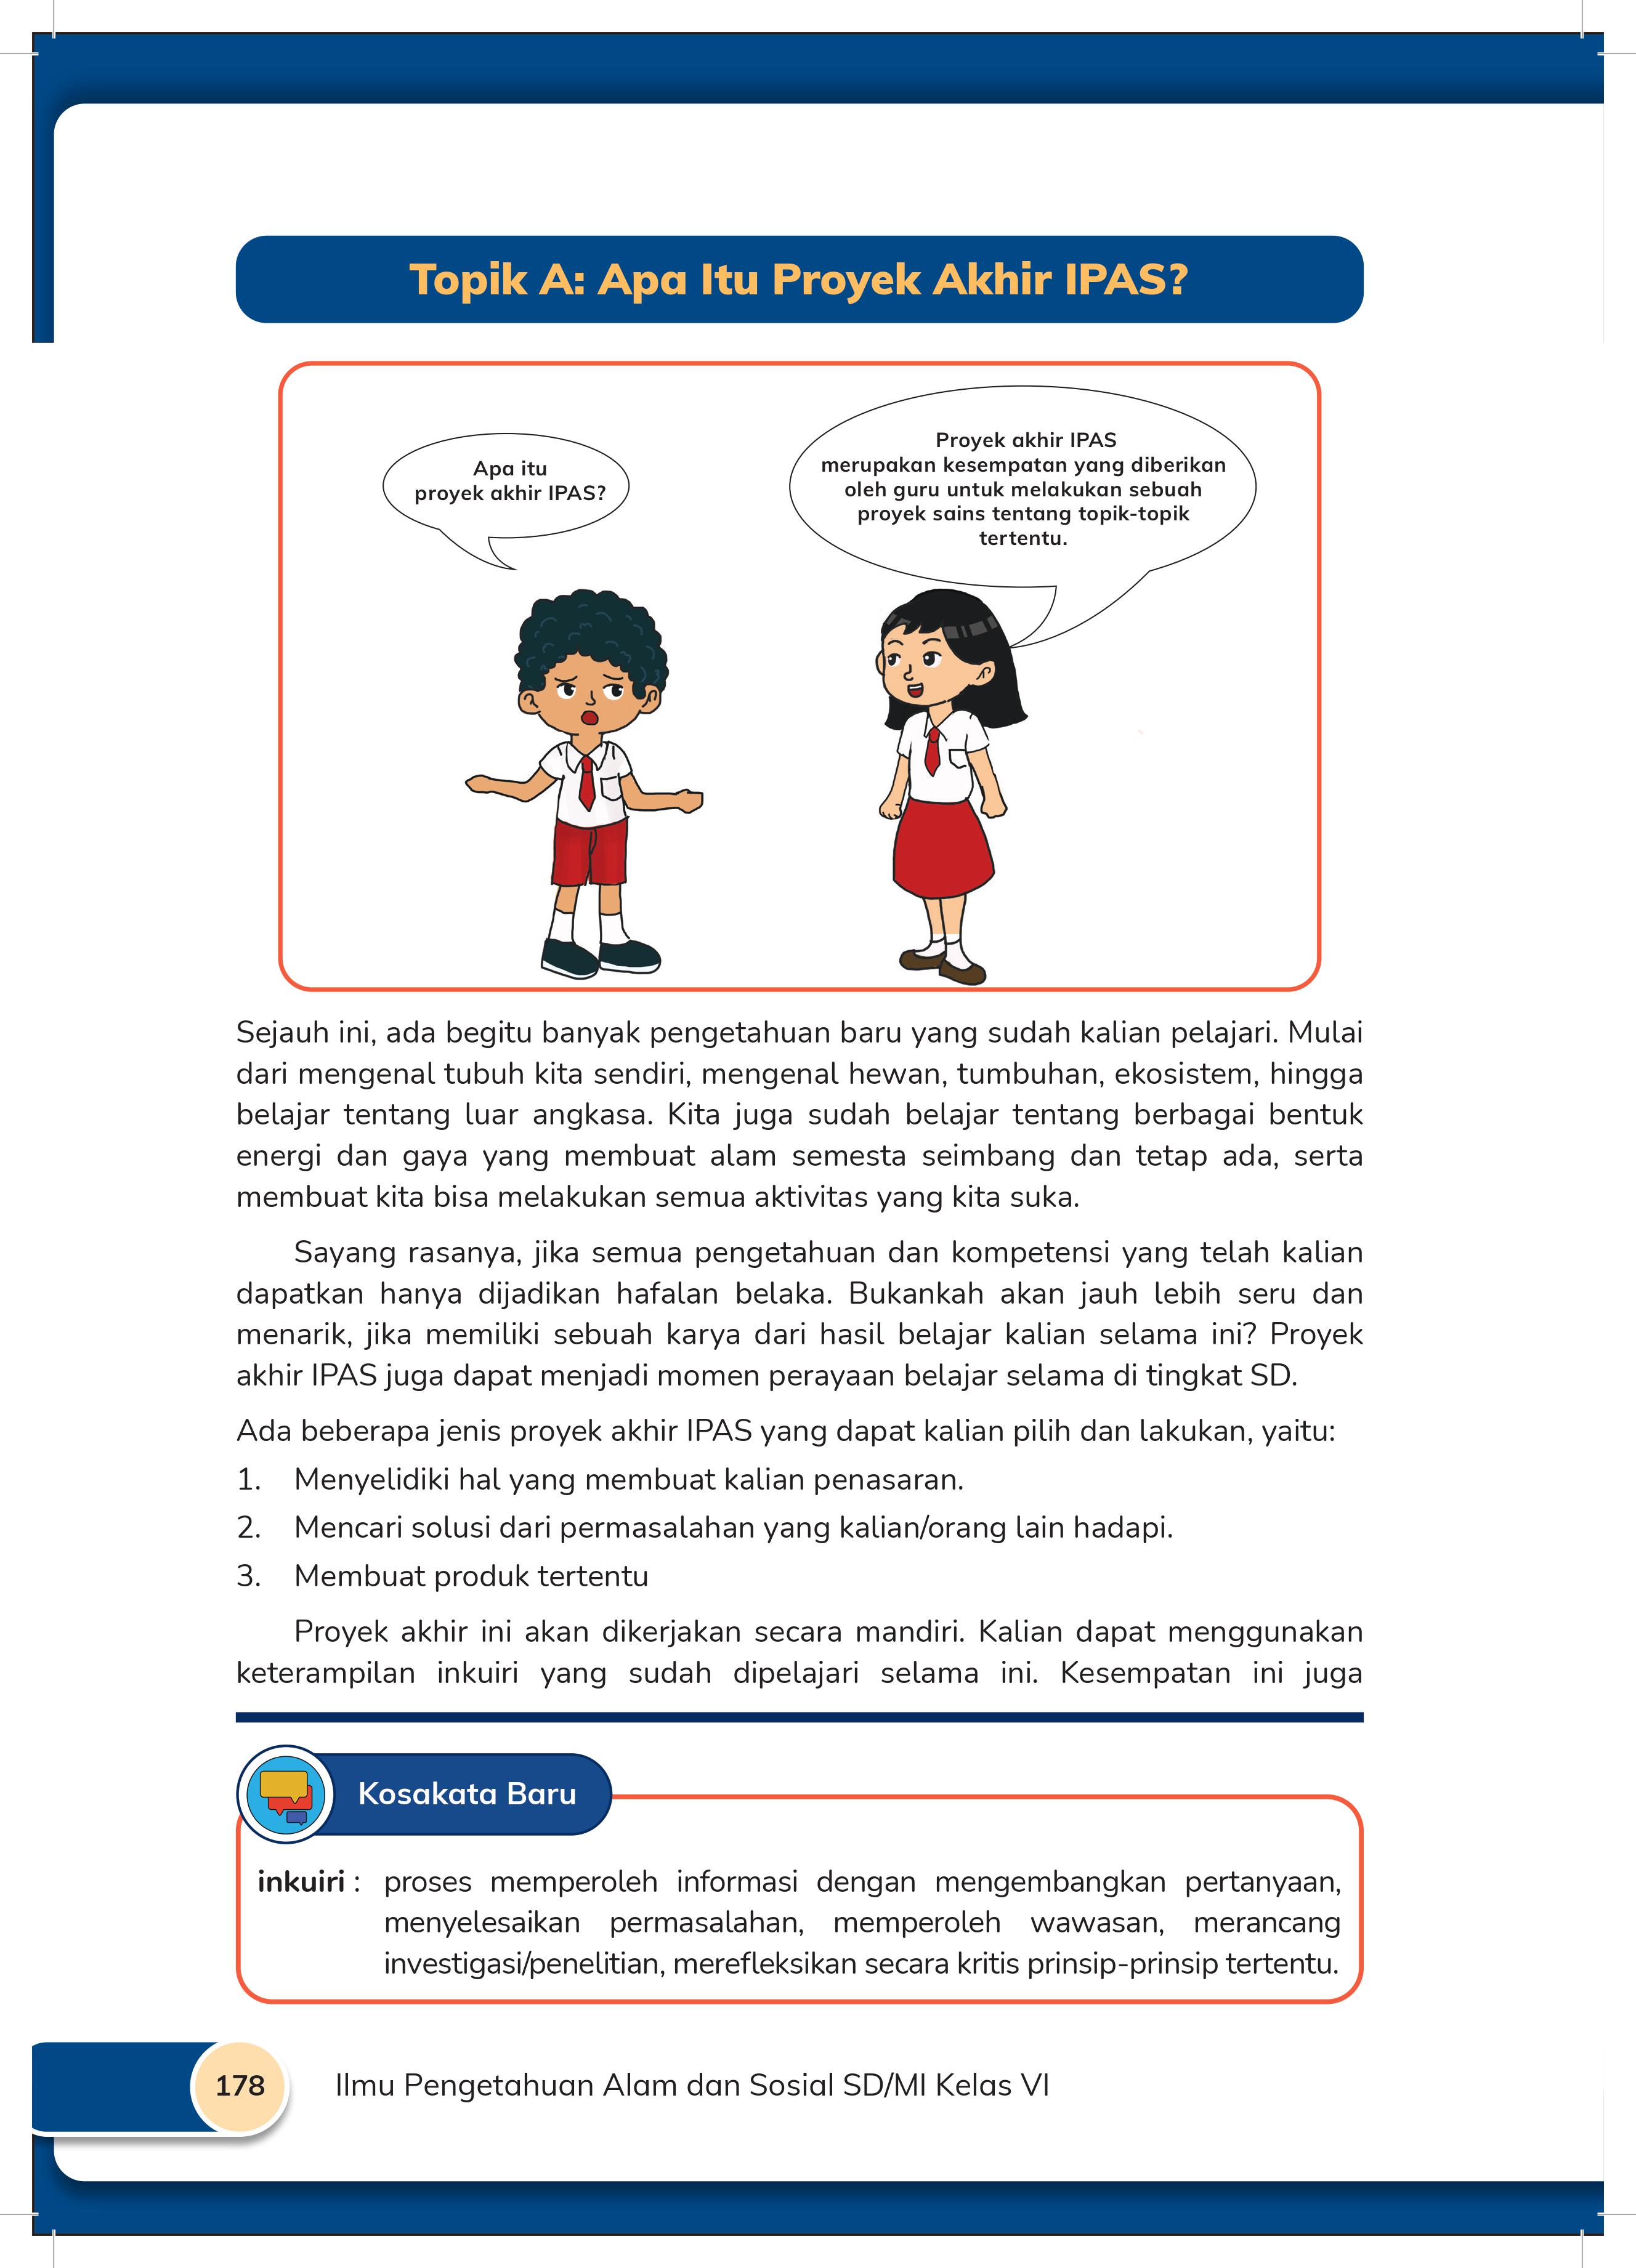 Topik A: Apa Itu Proyek Akhir IPAS?
Apa itu
proyek akhir IPAS?
Proyek akhir IPAS
merupakan kesempatan yang diberikan
oleh guru untuk melakukan sebuah
proyek sains tentang topik-topik
tertentu.
Sejauh ini, ada begitu banyak pengetahuan baru yang sudah kalian pelajari. Mulai
dari mengenal tubuh kita sendiri, mengenal hewan, tumbuhan, ekosistem, hingga
belajar tentang luar angkasa. Kita juga sudah belajar tentang berbagai bentuk
energi dan gaya yang membuat alam semesta seimbang dan tetap ada, serta
membuat kita bisa melakukan semua aktivitas yang kita suka.
Sayang rasanya, jika semua pengetahuan dan kompetensi yang telah kalian
dapatkan hanya dijadikan hafalan belaka. Bukankah akan jauh lebih seru dan
menarik, jika memiliki sebuah karya dari hasil belajar kalian selama ini? Proyek
akhir IPAS juga dapat menjadi momen perayaan belajar selama di tingkat SD.
Ada beberapa jenis proyek akhir IPAS yang dapat kalian pilih dan lakukan, yaitu:
1. Menyelidiki hal yang membuat kalian penasaran.
2. Mencari solusi dari permasalahan yang kalian/orang lain hadapi.
3. Membuat produk tertentu
Proyek akhir ini akan dikerjakan secara mandiri. Kalian dapat menggunakan
keterampilan inkuiri yang sudah dipelajari selama ini. Kesempatan ini juga
Kosakata Baru
inkuiri : proses memperoleh informasi dengan mengembangkan pertanyaan,
menyelesaikan permasalahan, memperoleh wawasan, merancang
investigasi/penelitian, merefleksikan secara kritis prinsip-prinsip tertentu.
178 Ilmu Pengetahuan Alam dan Sosial SD/MI Kelas VI